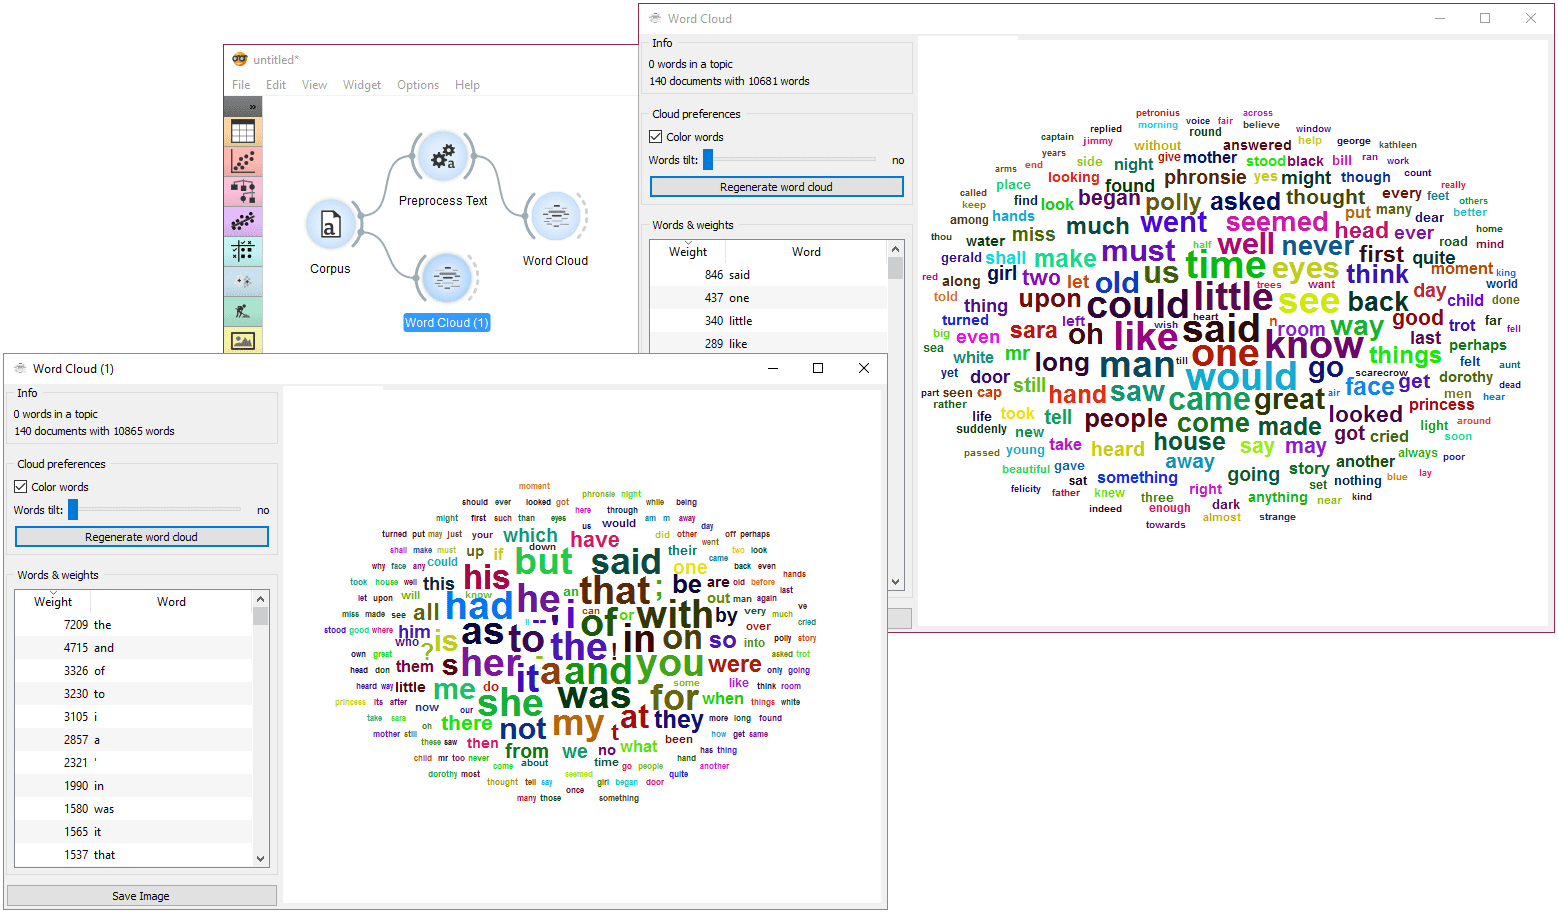 untitled*
File Edit View Widget Options Help
»
Corpus
Preprocess Text
Word Cloud
Word Cloud (1)
Word Cloud
Info
0 words in a topic
140 documents with 10681 words
Cloud preferences
Color words
Words tilt: no
Regenerate word cloud
Words & weights
Weight Word
846 said
437 one
340 little
289 like
petronius across
morning voice fair believe window
captain replied round
jimmy without answered help george
years kathleen
side night give mother stood black bill ran work
arms end
looking found phronsie yes might though count
place really
called find look began polly asked thought every feet others
keep
among hands miss much went seemed head put many dear better
thou water ever home
gerald shall make must half well never first quite road mind
red along girl two let old us time eyes think moment king
told thing upon could little trees want see back day child world done
turned left oh like wish heart said n room way good trot far fell
big even sara
sea white mr long man till one know things last perhaps
yet door still hand saw would air go scarecrow face get felt aunt
dorothy dead
part seen cap came great men hear
rather life took tell people come made looked princess
suddenly new house say may got cried light around
passed young take heard away story another always soon
beautiful gave something going set nothing blue poor lay
felicity sat father knew three right anything near kind
indeed enough almost dark strange
towards
Word Cloud (1)
Info
0 words in a topic
140 documents with 10865 words
Cloud preferences
Color words
Words tilt: no
Regenerate word cloud
Words & weights
Weight Word
7209 the
4715 and
3326 of
3230 to
3105 i
2857 a
2321 '
1990 in
1580 was
1565 it
1537 that
Save Image
moment
phronsie night
should ever looked got while being
here through
might first such than eyes us would am m away
day
turned put may just your which have did other off perhaps
down went
shall make must up if but said their two look
came
why face any could his one back even
hands
took house well this he an that ; be are old before
last
let upon will know had out man again
miss made see all ll -- ' i can of or with by very much ve
cried
stood good where him as to the ! in on so over
who into polly story
own great ? is - asked trot
head don them s her it a and you were only going
heard way little me do some like think room
princess its after she was for when things white
now our
take sara oh there not my t at they more long found
mother still how get same
these saw then from we no what been has thing
child mr too never come about time go people hand another
dorothy most seemed quite
thought tell say girl began door
once
many those something